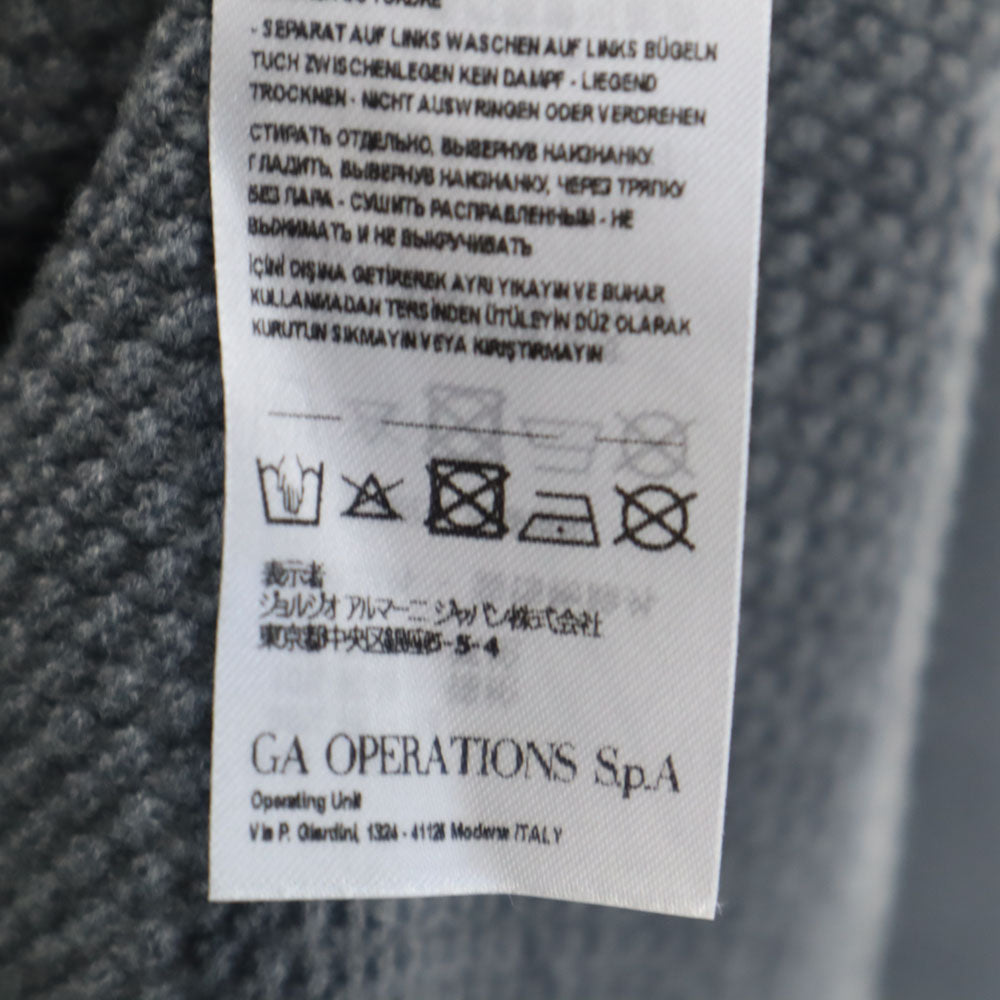 - SEPARAT AUF LINKS WASCHEN AUF LINKS BÜGELN
TUCH ZWISCHENLEGEN KEIN DAMPF - LIEGEND
TROCKNEN - NICHT AUSWRINGEN ODER VERDREHEN
СТИРАТЬ ОТДЕЛЬНО, ВЫВЕРНУВ НАИЗНАНКУ.
ГЛАДИТЬ, ВЫВЕРНУВ НАИЗНАНКУ, ЧЕРЕЗ ТРЯПКУ
БЕЗ ПАРА - СУШИТЬ РАСПРАВЛЕННЫМ - НЕ
ВЫЖИМАТЬ И НЕ ВЫКРУЧИВАТЬ
İÇİNİ DIŞINA GETİREREK AYRI YIKAYIN VE BUHAR
KULLANMADAN TERSİNDEN ÜTÜLEYİN DÜZ OLARAK
KURUTUN SIKMAYIN VEYA KIRIŞTIRMAYIN
表示者
ジョルジオ アルマーニ ジャパン株式会社
東京都中央区銀座5-5-4
GA OPERATIONS S.p.A
Operating Unit
Via P. Giardini, 1324 - 41126 Modena ITALY